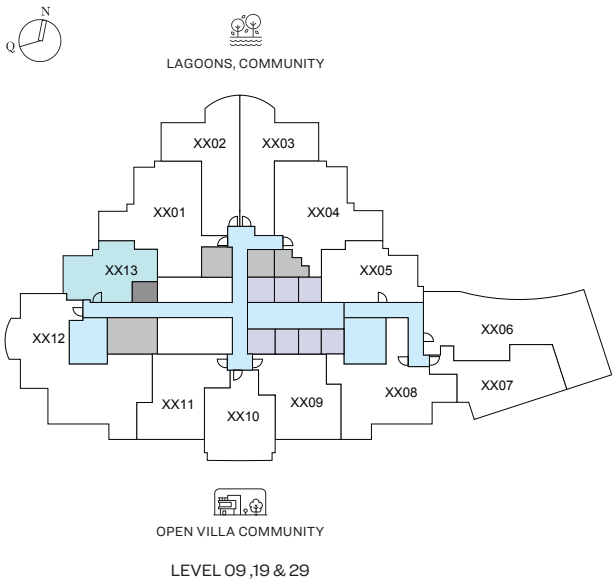 N
Q
LAGOONS, COMMUNITY
XX02
XX03
XX01
XX04
XX13
XX05
XX12
XX06
XX07
XX08
XX11
XX10
XX09
OPEN VILLA COMMUNITY
LEVEL 09 ,19 & 29